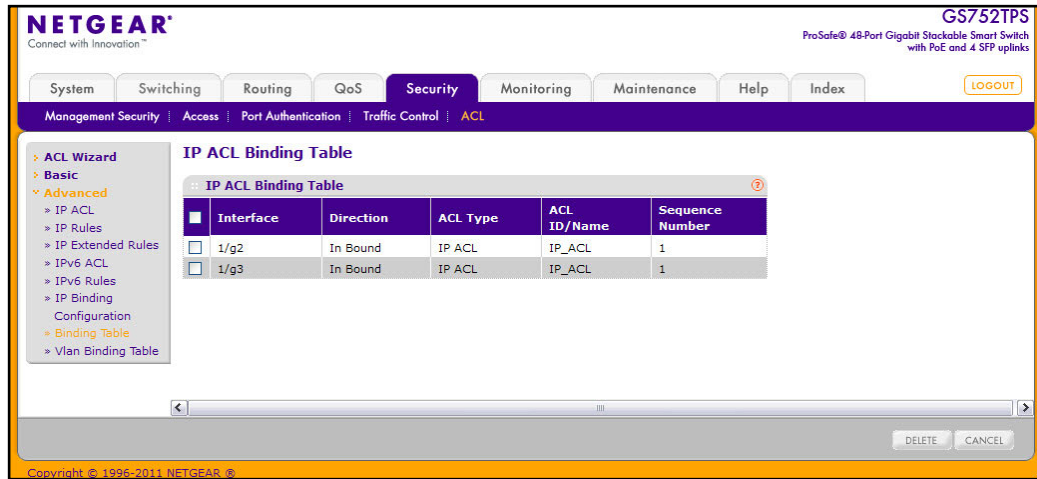 NETGEAR®
Connect with Innovation™
GS752TPS
ProSafe® 48-Port Gigabit Stackable Smart Switch
with PoE and 4 SFP uplinks
System Switching Routing QoS Security Monitoring Maintenance Help Index LOGOUT
Management Security Access Port Authentication Traffic Control ACL
ACL Wizard
Basic
Advanced
» IP ACL
» IP Rules
» IP Extended Rules
» IPv6 ACL
» IPv6 Rules
» IP Binding
Configuration
» Binding Table
» Vlan Binding Table
IP ACL Binding Table
IP ACL Binding Table ?
Interface Direction ACL Type ACL ID/Name Sequence Number
1/g2 In Bound IP ACL IP_ACL 1
1/g3 In Bound IP ACL IP_ACL 1
DELETE CANCEL
Copyright © 1996-2011 NETGEAR ®